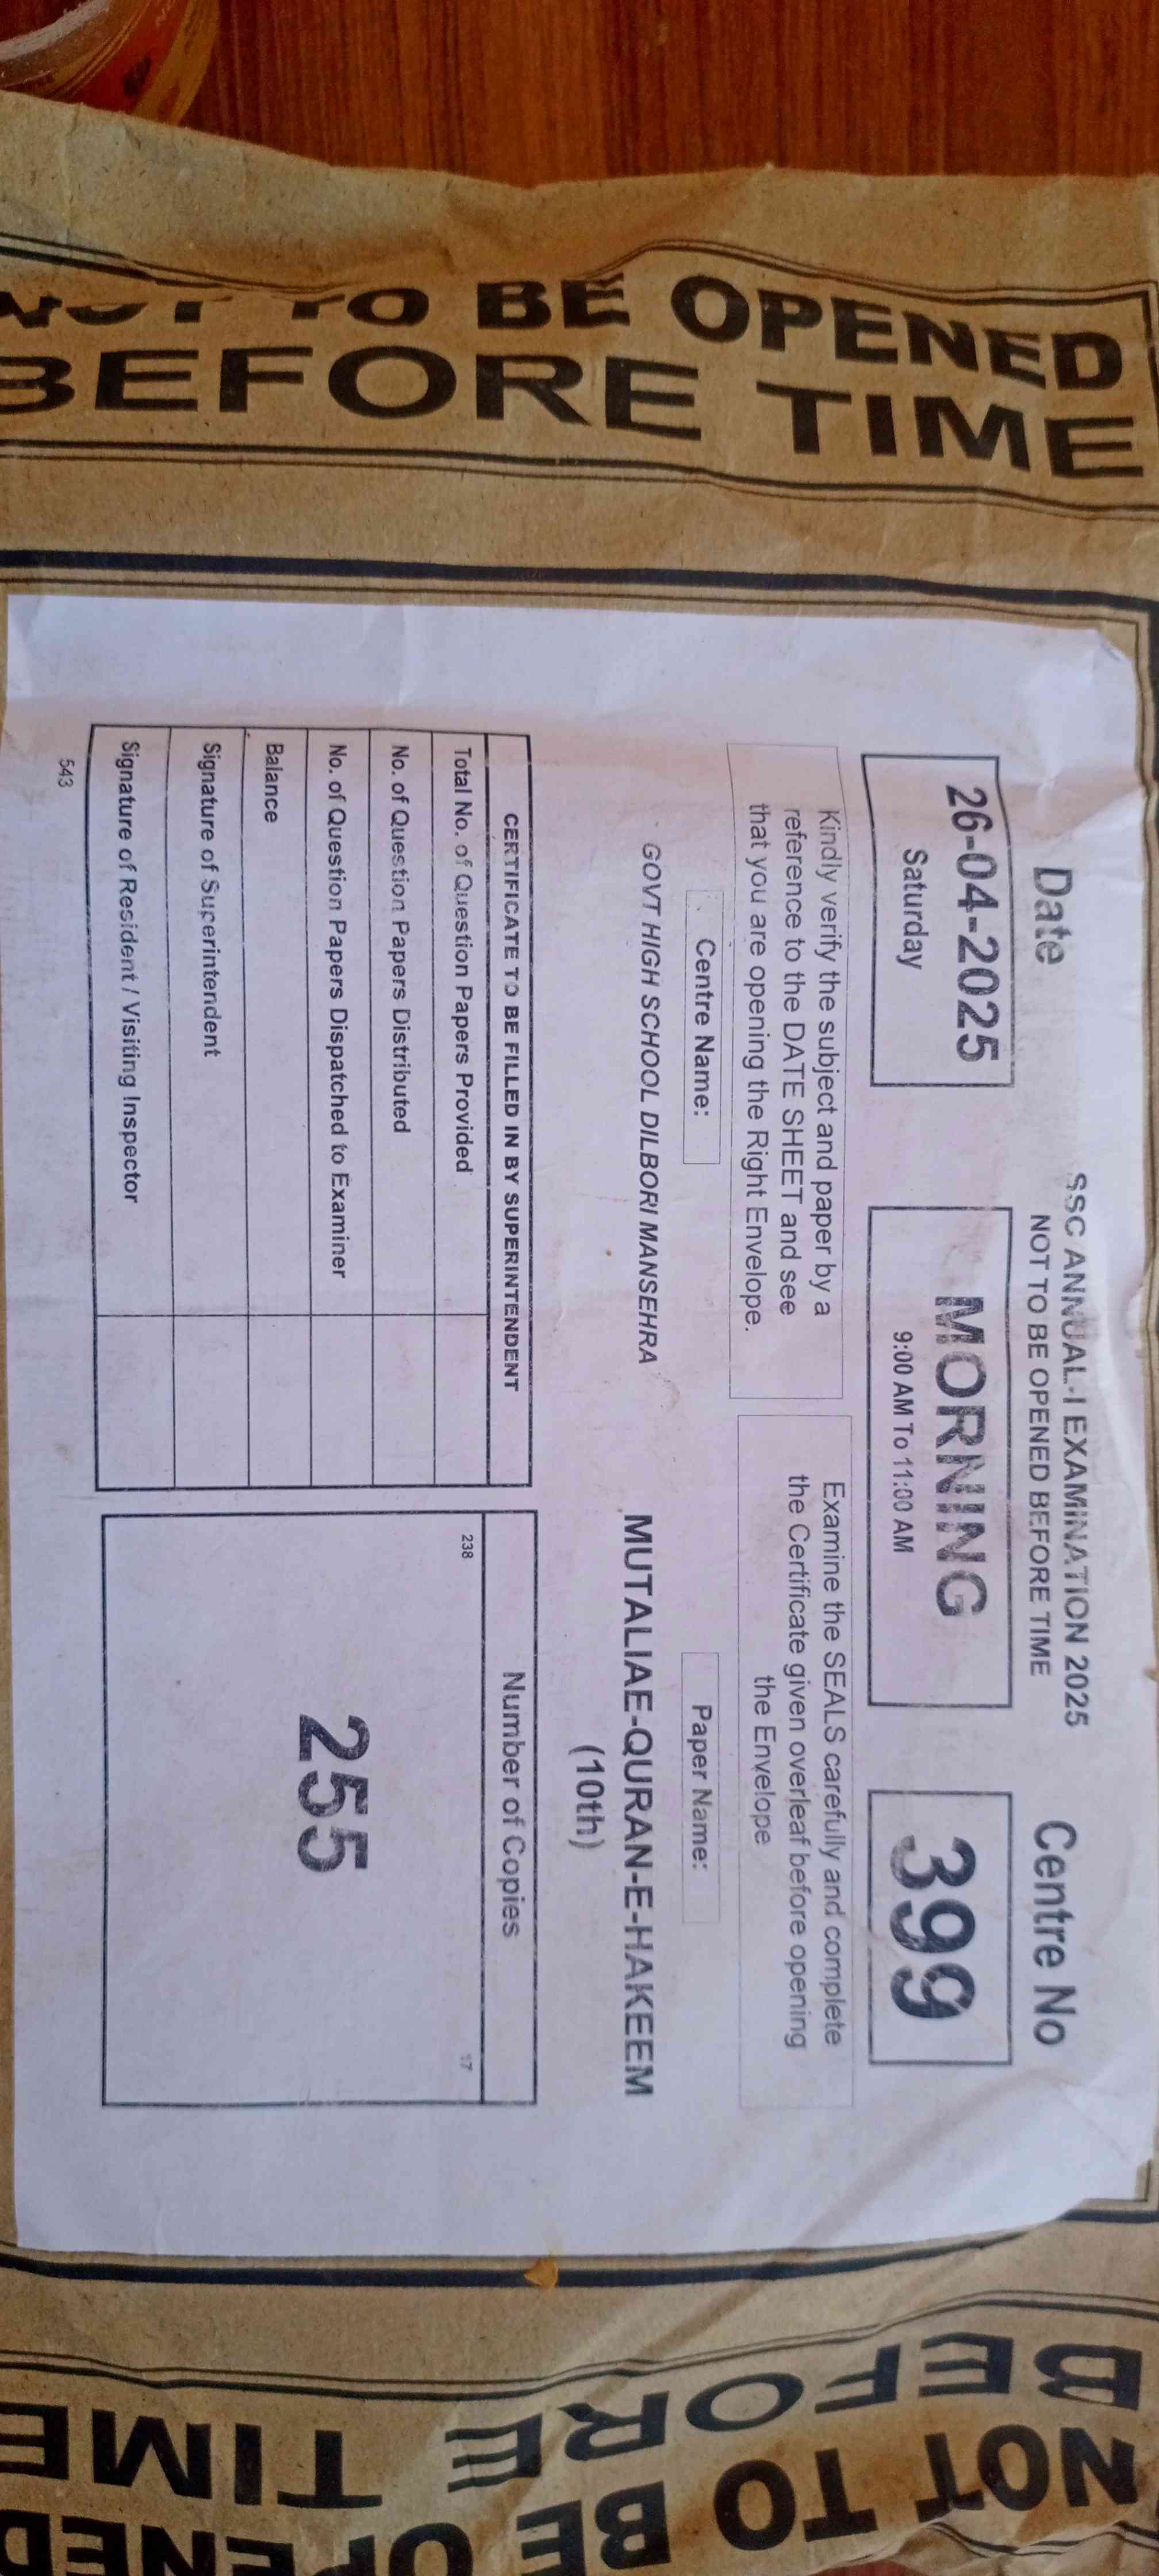 NOT TO BE OPENED
BEFORE TIME
SSC ANNUAL-I EXAMINATION 2025
NOT TO BE OPENED BEFORE TIME
Date
26-04-2025
Saturday
MORNING
9:00 AM To 11:00 AM
Centre No
399
Kindly verify the subject and paper by a
reference to the DATE SHEET and see
that you are opening the Right Envelope.
Examine the SEALS carefully and complete
the Certificate given overleaf before opening
the Envelope
Centre Name:
GOVT HIGH SCHOOL DILBORI MANSEHRA
Paper Name:
MUTALIAE-QURAN-E-HAKEEM
(10th)
CERTIFICATE TO BE FILLED IN BY SUPERINTENDENT
Total No. of Question Papers Provided
No. of Question Papers Distributed
No. of Question Papers Dispatched to Examiner
Balance
Signature of Superintendent
Signature of Resident / Visiting Inspector
543
Number of Copies
238
17
255
NOT TO BE OPENED
BEFORE TIME